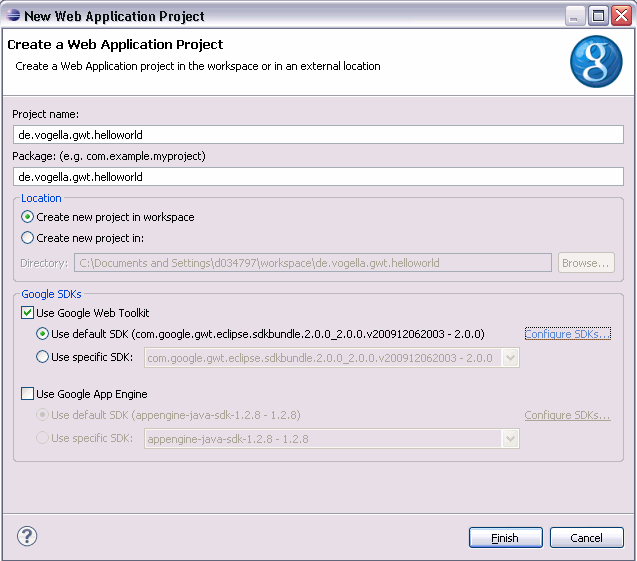 New Web Application Project
Create a Web Application Project
Create a Web Application project in the workspace or in an external location
g
Project name:
de.vogella.gwt.helloworld
Package: (e.g. com.example.myproject)
de.vogella.gwt.helloworld
Location
Create new project in workspace
Create new project in:
Directory: C:\Documents and Settings\d034797\workspace\de.vogella.gwt.helloworld Browse...
Google SDKs
Use Google Web Toolkit
Use default SDK (com.google.gwt.eclipse.sdkbundle.2.0.0_2.0.0.v200912062003 - 2.0.0) Configure SDKs...
Use specific SDK: com.google.gwt.eclipse.sdkbundle.2.0.0_2.0.0.v200912062003 - 2.0.0
Use Google App Engine
Use default SDK (appengine-java-sdk-1.2.8 - 1.2.8) Configure SDKs...
Use specific SDK: appengine-java-sdk-1.2.8 - 1.2.8
? Finish Cancel